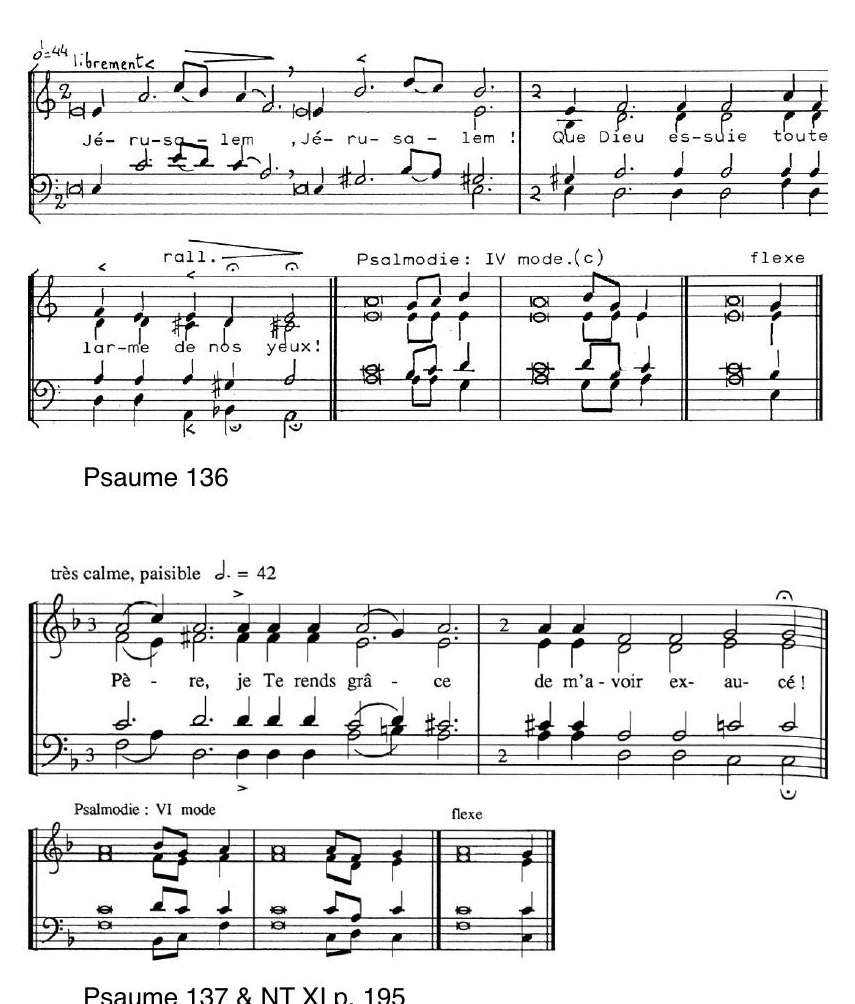 ♩=44 librement
Jé- ru-sa - lem , Jé- ru- sa - lem ! Que Dieu es-suie toute
rall. Psalmodie: IV mode.(c) flexe
lar-me de nos yeux!
Psaume 136
très calme, paisible 𝅗𝅥. = 42
Pè - re, je Te rends grâ - ce de m'a - voir ex- au- cé !
Psalmodie : VI mode flexe
Psaume 137 & NT XI p. 195